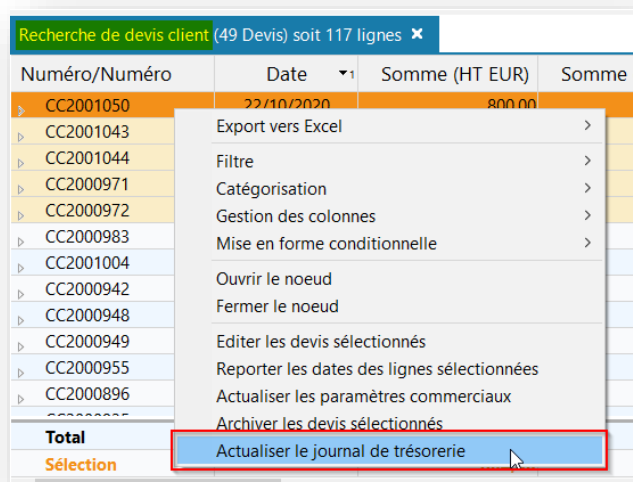 Recherche de devis client (49 Devis) soit 117 lignes ×
Numéro/Numéro Date ▾1 Somme (HT EUR) Somme
CC2001050 22/10/2020 800.00
CC2001043
CC2001044
CC2000971
CC2000972
CC2000983
CC2001004
CC2000942
CC2000948
CC2000949
CC2000955
CC2000896
Total
Sélection
Export vers Excel
Filtre
Catégorisation
Gestion des colonnes
Mise en forme conditionnelle
Ouvrir le noeud
Fermer le noeud
Editer les devis sélectionnés
Reporter les dates des lignes sélectionnées
Actualiser les paramètres commerciaux
Archiver les devis sélectionnés
Actualiser le journal de trésorerie